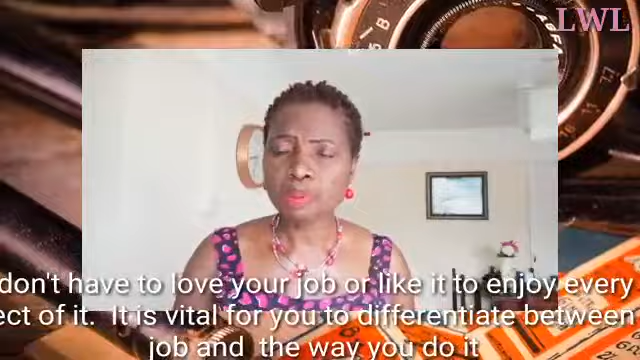 LWL
don't have to love your job or like it to enjoy every
ect of it.  It is vital for you to differentiate between
job and  the way you do it